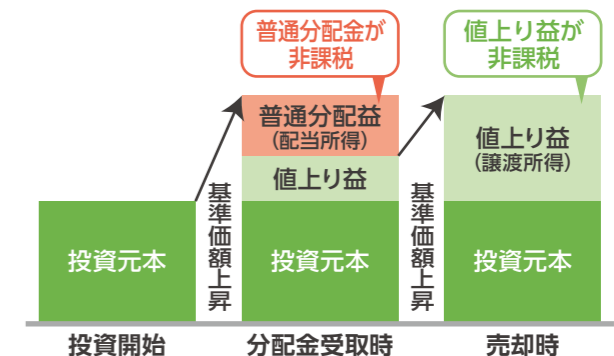 普通分配金が
非課税
値上り益が
非課税
普通分配益
(配当所得)
値上り益
値上り益
(譲渡所得)
基準価額上昇
基準価額上昇
投資元本
投資元本
投資元本
投資開始
分配金受取時
売却時